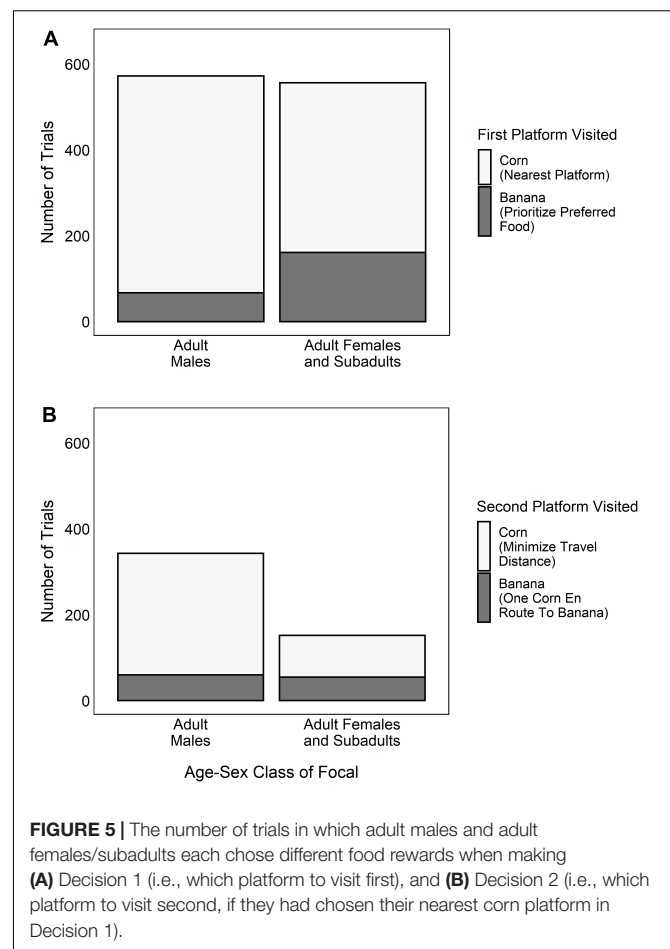 A
600
400
200
0
Number of Trials
Adult
Males
Adult Females
and Subadults
First Platform Visited
Corn
(Nearest Platform)
Banana
(Prioritize Preferred
Food)
B
600
400
200
0
Number of Trials
Adult
Males
Adult Females
and Subadults
Age-Sex Class of Focal
Second Platform Visited
Corn
(Minimize Travel
Distance)
Banana
(One Corn En
Route To Banana)
FIGURE 5 | The number of trials in which adult males and adult
females/subadults each chose different food rewards when making
(A) Decision 1 (i.e., which platform to visit first), and (B) Decision 2 (i.e., which
platform to visit second, if they had chosen their nearest corn platform in
Decision 1).